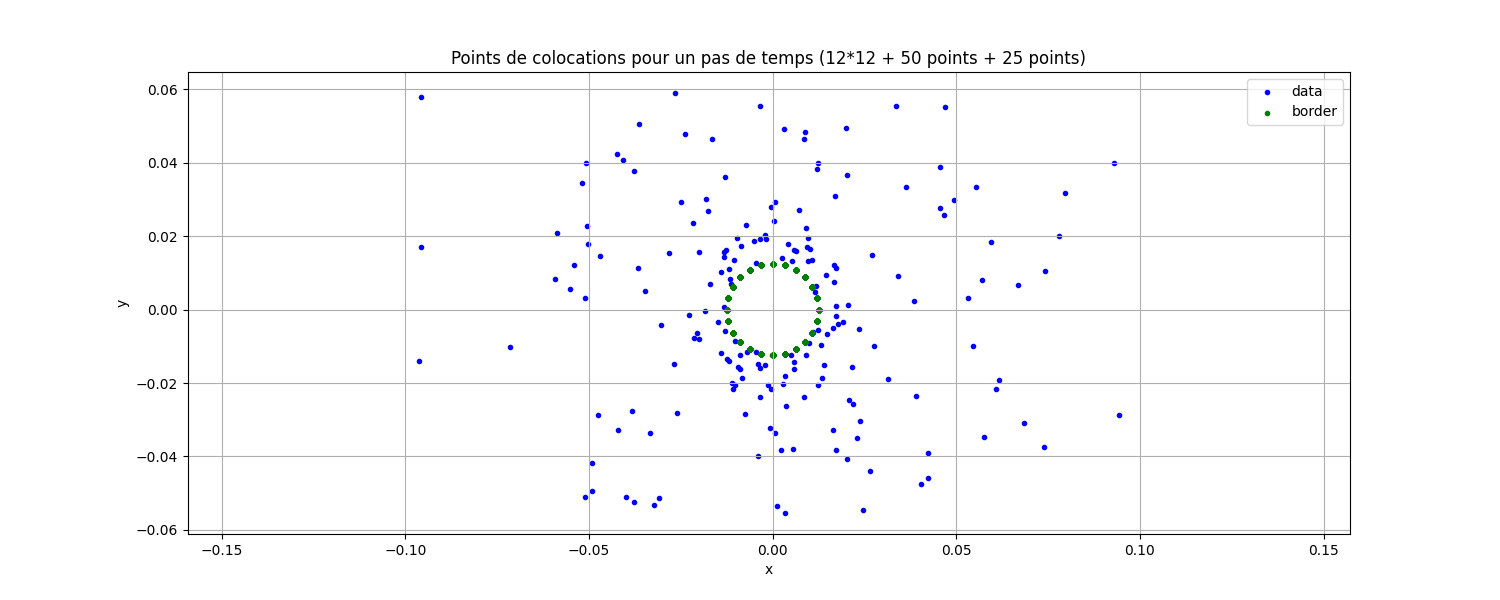 Points de colocations pour un pas de temps (12*12 + 50 points + 25 points)
data
border
0.06
0.04
0.02
0.00
−0.02
−0.04
−0.06
y
−0.15
−0.10
−0.05
0.00
0.05
0.10
0.15
x